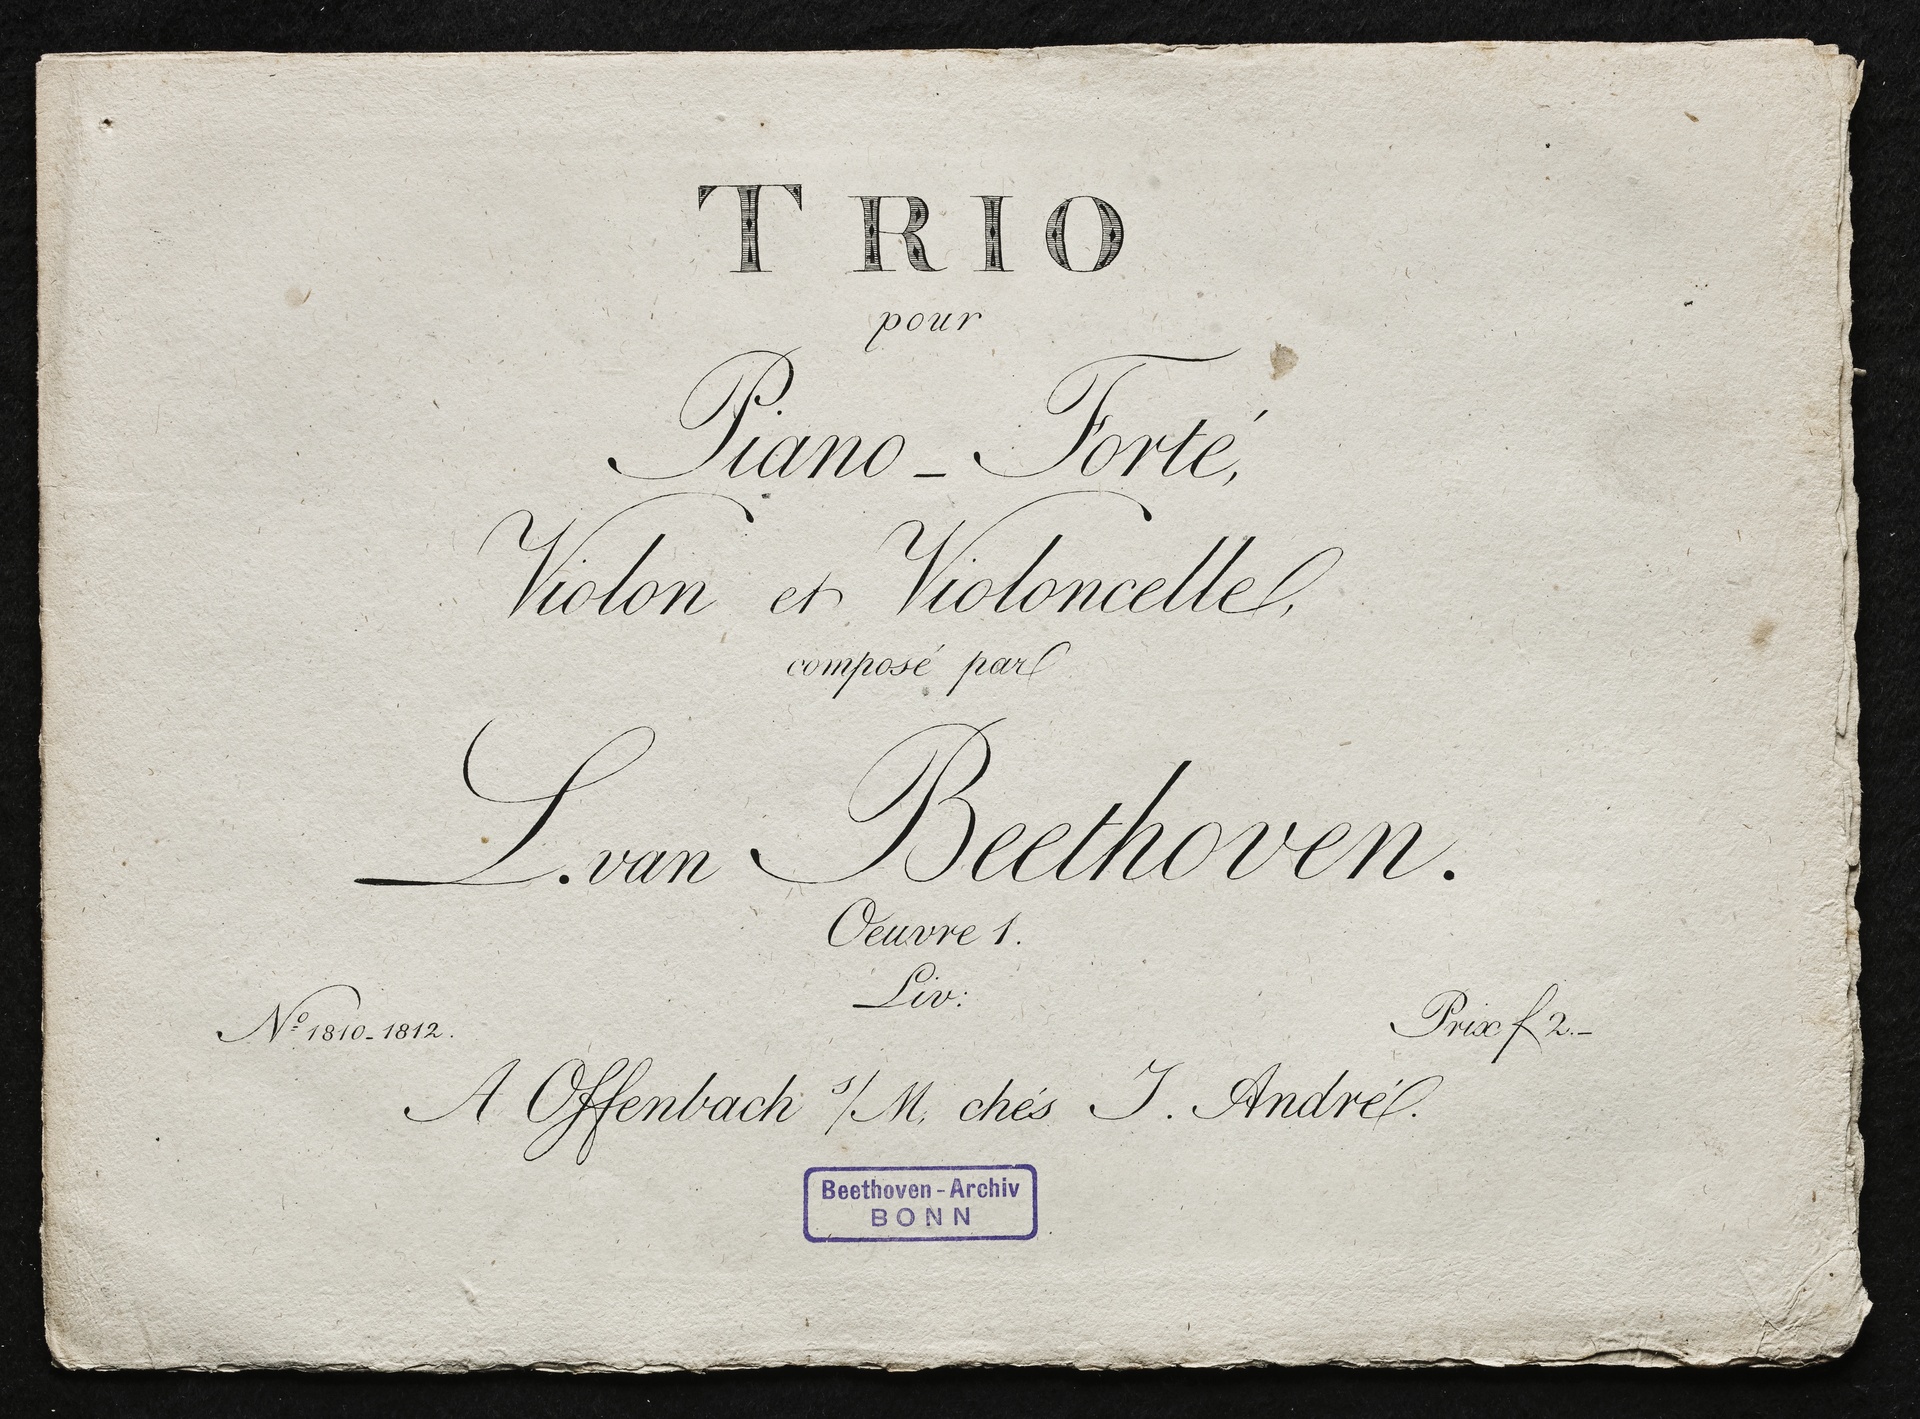 TRIO
pour
Piano-Forté,
Violon et Violoncelle,
composé par
L. van Beethoven.
Oeuvre 1.
Liv:
Nº 1810-1812.
Prix f 2.-
A Offenbach s/M, chés J. André.
Beethoven-Archiv
BONN